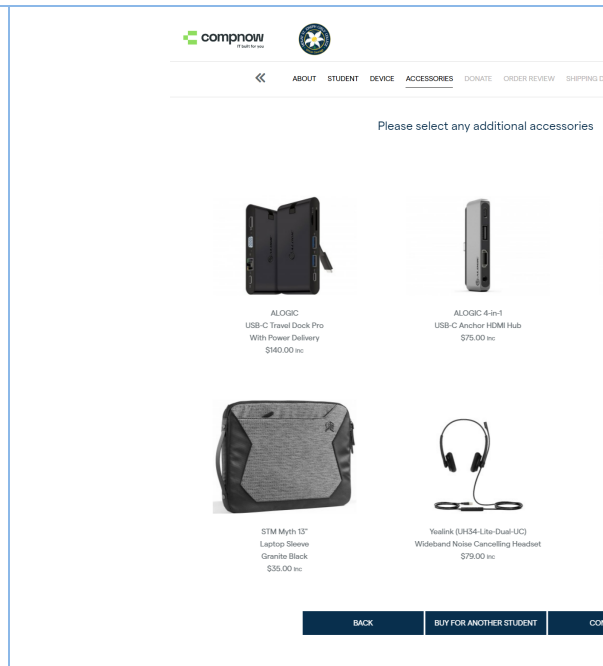 compnow
IT built for you
ABOUT STUDENT DEVICE ACCESSORIES DONATE ORDER REVIEW SHIPPING D
Please select any additional accessories
ALOGIC
USB-C Travel Dock Pro
With Power Delivery
$140.00 inc
ALOGIC 4-in-1
USB-C Anchor HDMI Hub
$75.00 inc
STM Myth 13"
Laptop Sleeve
Granite Black
$35.00 inc
Yealink (UH34-Lite-Dual-UC)
Wideband Noise Cancelling Headset
$79.00 inc
BACK
BUY FOR ANOTHER STUDENT